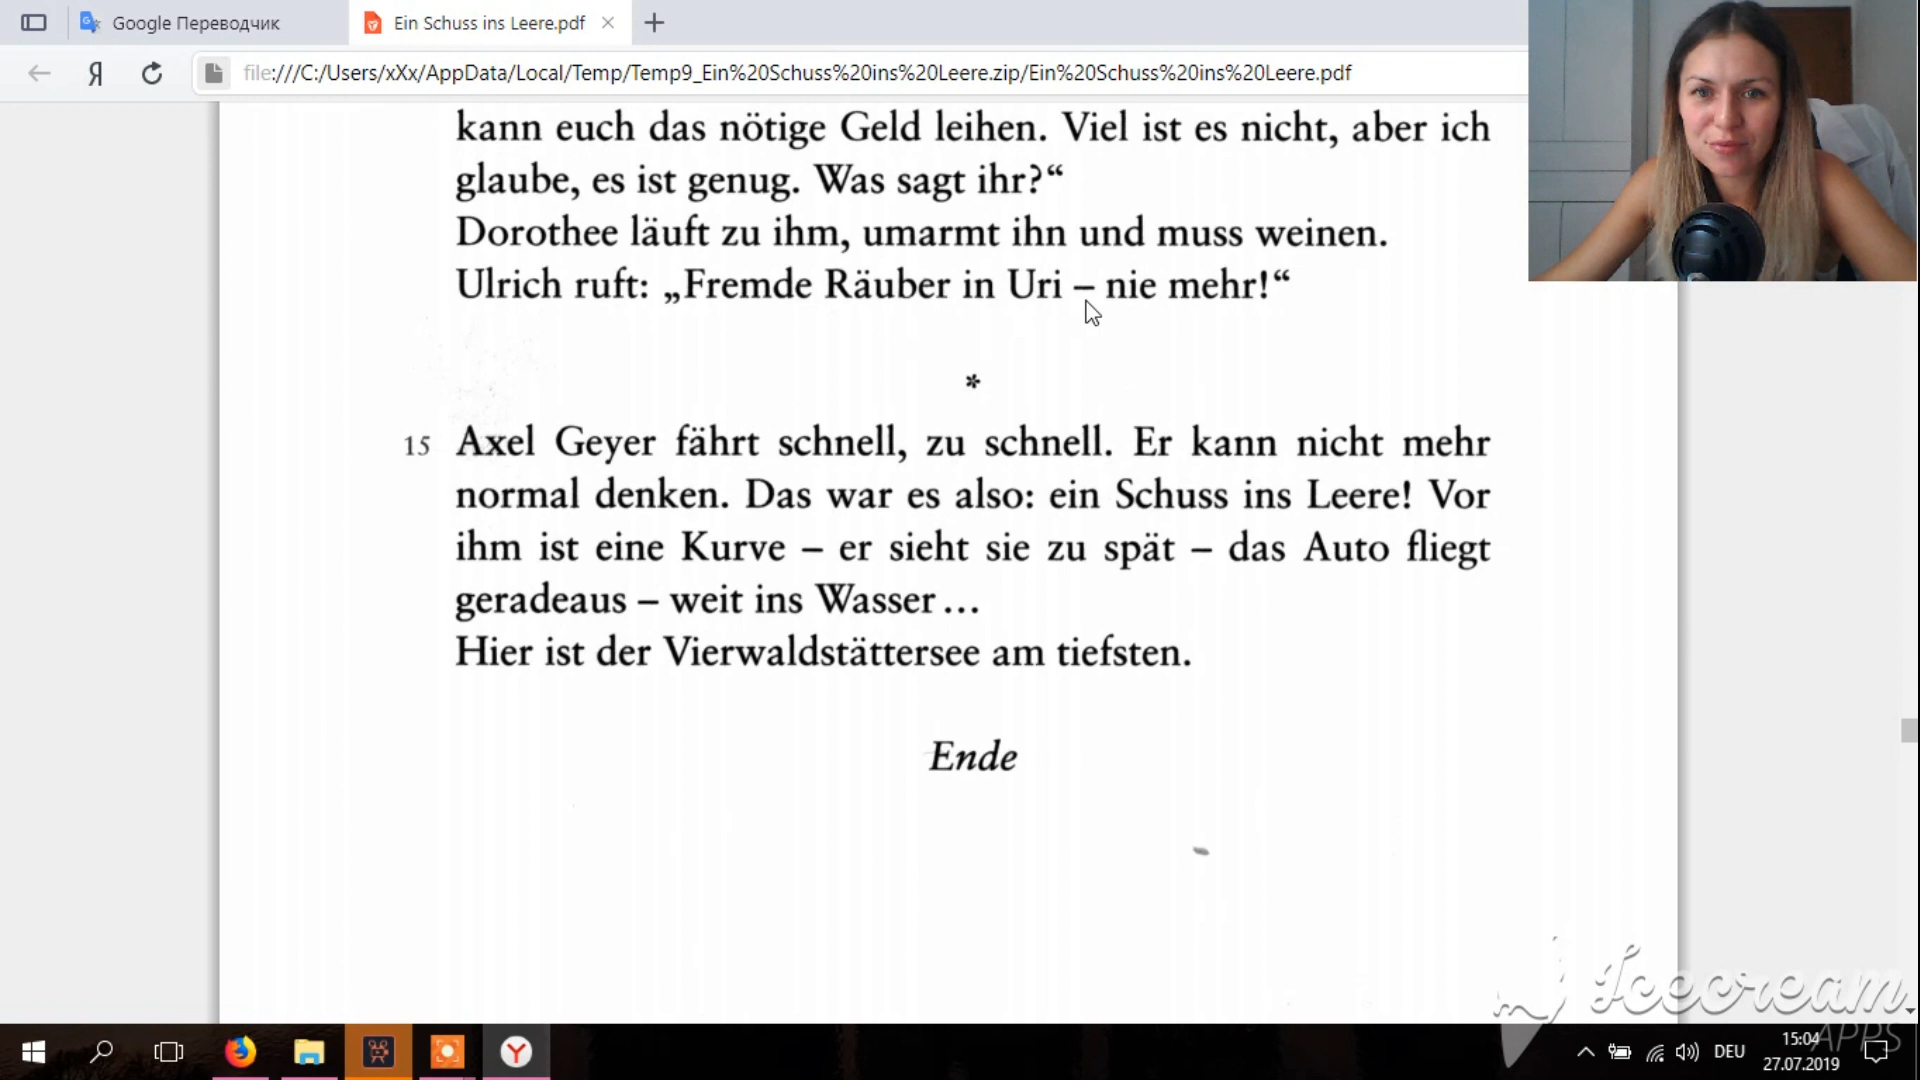 Google Переводчик
Ein Schuss ins Leere.pdf
Я
file:///C:/Users/xXx/AppData/Local/Temp/Temp9_Ein%20Schuss%20ins%20Leere.zip/Ein%20Schuss%20ins%20Leere.pdf
kann euch das nötige Geld leihen. Viel ist es nicht, aber ich
glaube, es ist genug. Was sagt ihr?“
Dorothee läuft zu ihm, umarmt ihn und muss weinen.
Ulrich ruft: „Fremde Räuber in Uri – nie mehr!“
*
15 Axel Geyer fährt schnell, zu schnell. Er kann nicht mehr
normal denken. Das war es also: ein Schuss ins Leere! Vor
ihm ist eine Kurve – er sieht sie zu spät – das Auto fliegt
geradeaus – weit ins Wasser…
Hier ist der Vierwaldstättersee am tiefsten.
Ende
Icecream
APPS
DEU
15:04
27.07.2019